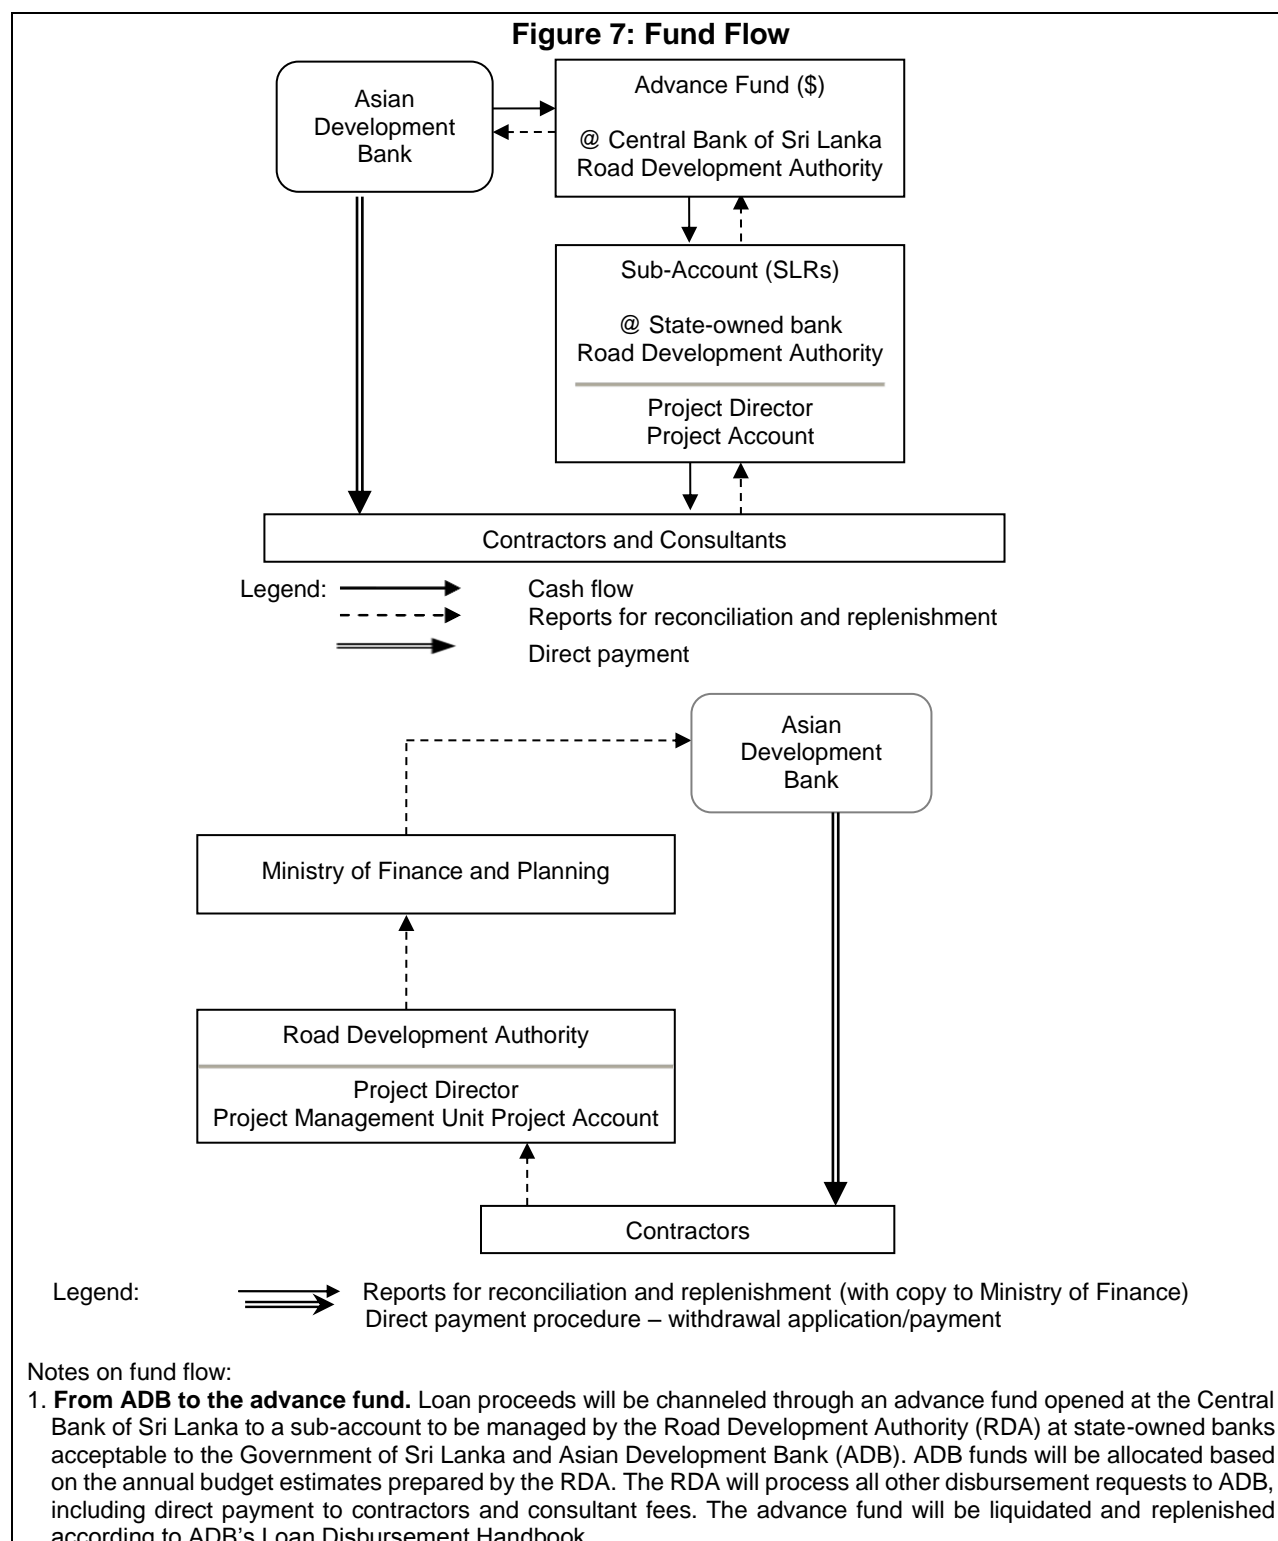 Figure 7: Fund Flow
Asian
Development
Bank
Advance Fund ($)
@ Central Bank of Sri Lanka
Road Development Authority
Sub-Account (SLRs)
@ State-owned bank
Road Development Authority
Project Director
Project Account
Contractors and Consultants
Legend:
Cash flow
Reports for reconciliation and replenishment
Direct payment
Asian
Development
Bank
Ministry of Finance and Planning
Road Development Authority
Project Director
Project Management Unit Project Account
Contractors
Legend:
Reports for reconciliation and replenishment (with copy to Ministry of Finance)
Direct payment procedure – withdrawal application/payment
Notes on fund flow:
1. From ADB to the advance fund. Loan proceeds will be channeled through an advance fund opened at the Central
Bank of Sri Lanka to a sub-account to be managed by the Road Development Authority (RDA) at state-owned banks
acceptable to the Government of Sri Lanka and Asian Development Bank (ADB). ADB funds will be allocated based
on the annual budget estimates prepared by the RDA. The RDA will process all other disbursement requests to ADB,
including direct payment to contractors and consultant fees. The advance fund will be liquidated and replenished
according to ADB's Loan Disbursement Handbook